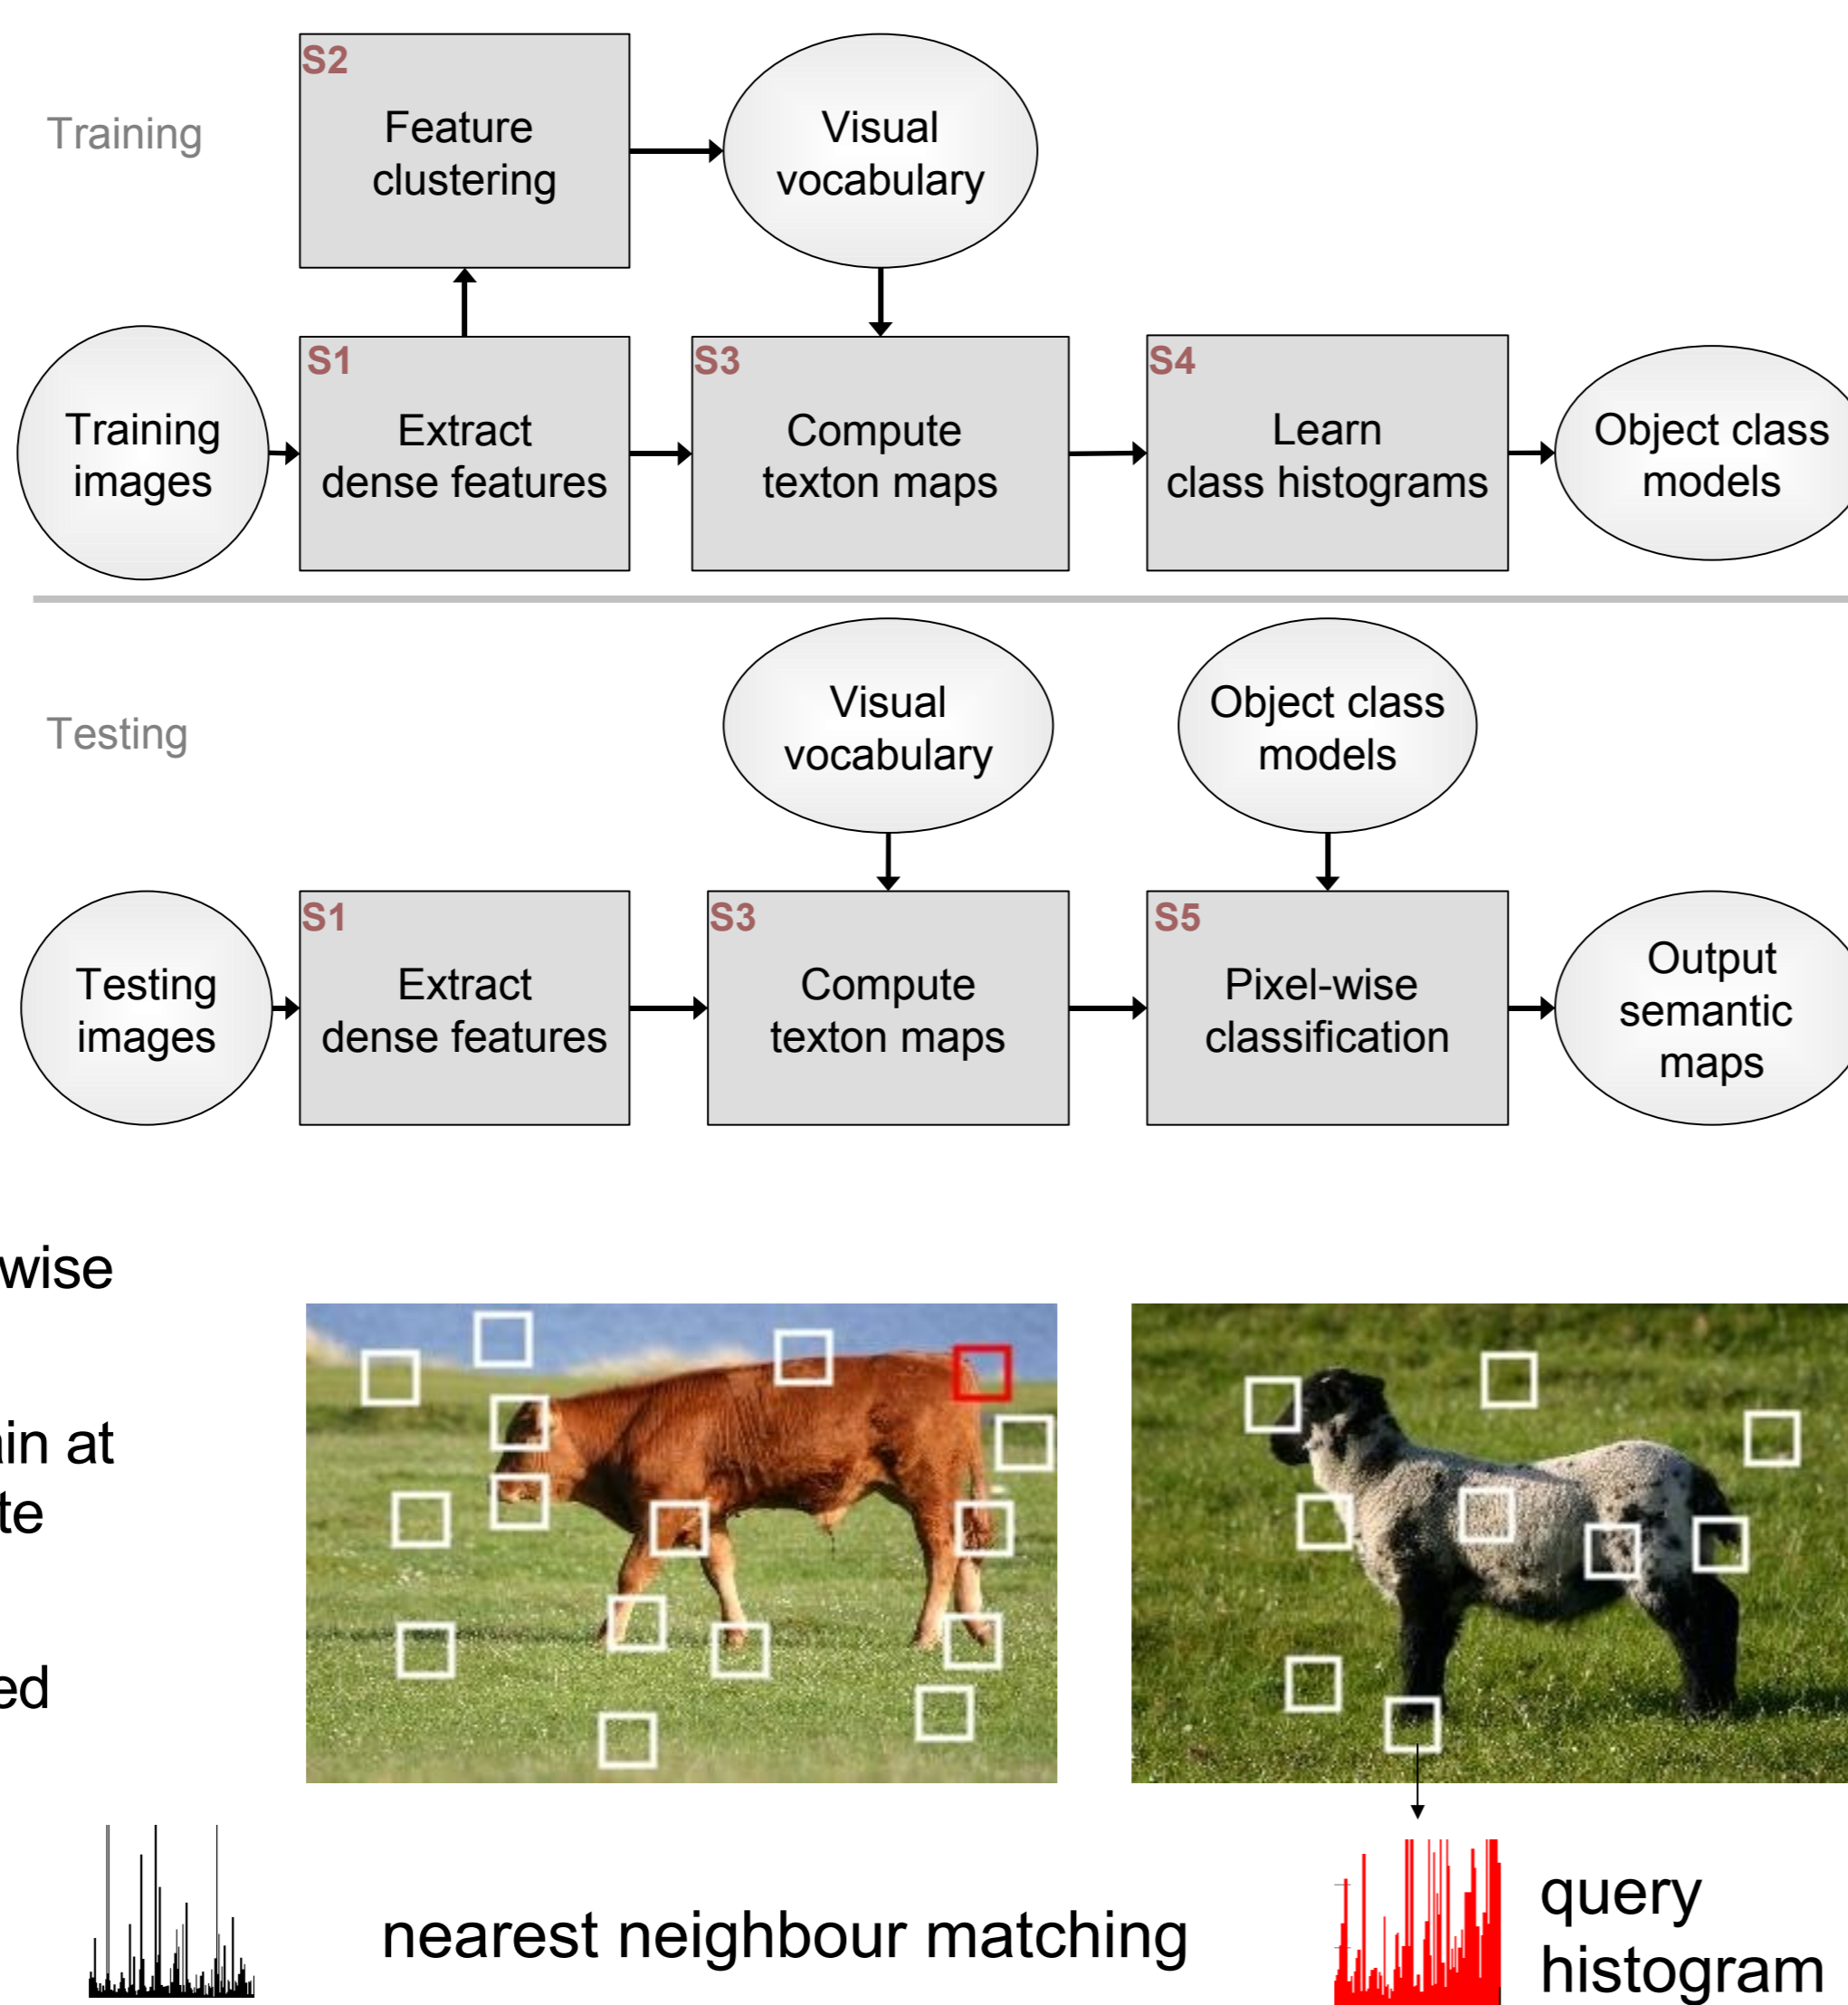 Training
S2
Feature
clustering
Visual
vocabulary
Training
images
S1
Extract
dense features
S3
Compute
texton maps
S4
Learn
class histograms
Object class
models
Testing
Visual
vocabulary
Object class
models
Testing
images
S1
Extract
dense features
S3
Compute
texton maps
S5
Pixel-wise
classification
Output
semantic
maps
wise
in at
te
ed
nearest neighbour matching
query
histogram